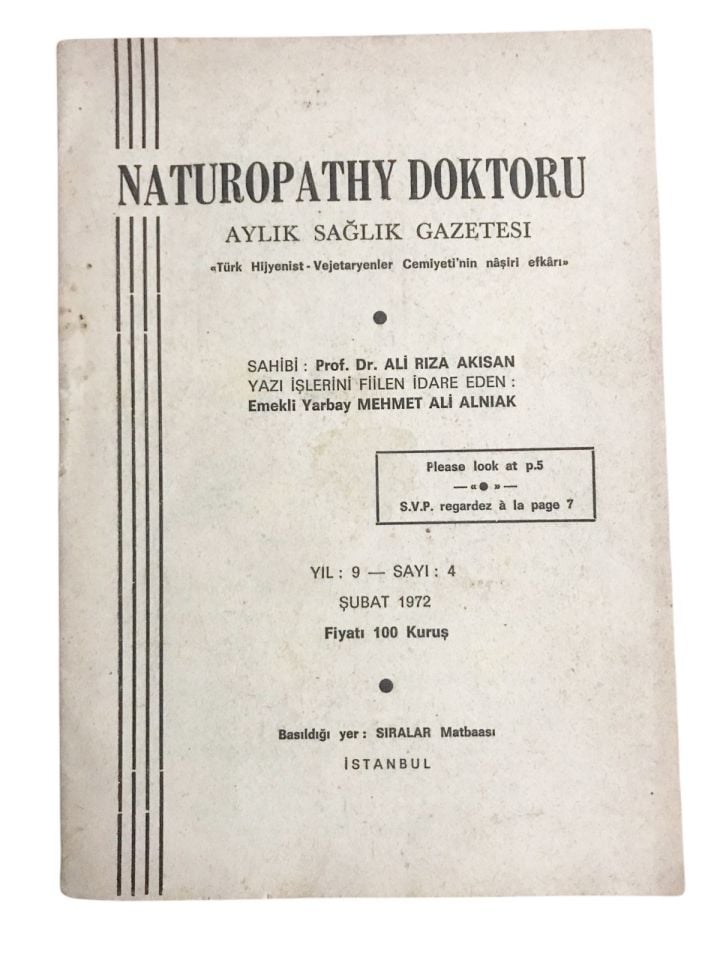 NATUROPATHY DOKTORU
AYLIK SAĞLIK GAZETESI
«Türk Hijyenist - Vejetaryenler Cemiyeti'nin nâşiri efkârı»
SAHİBİ : Prof. Dr. ALİ RIZA AKISAN
YAZI İŞLERİNİ FİİLEN İDARE EDEN :
Emekli Yarbay MEHMET ALİ ALNIAK
Please look at p.5
— « ● » —
S.V.P. regardez à la page 7
YIL : 9 — SAYI : 4
ŞUBAT 1972
Fiyatı 100 Kuruş
Basıldığı yer : SIRALAR Matbaası
İSTANBUL